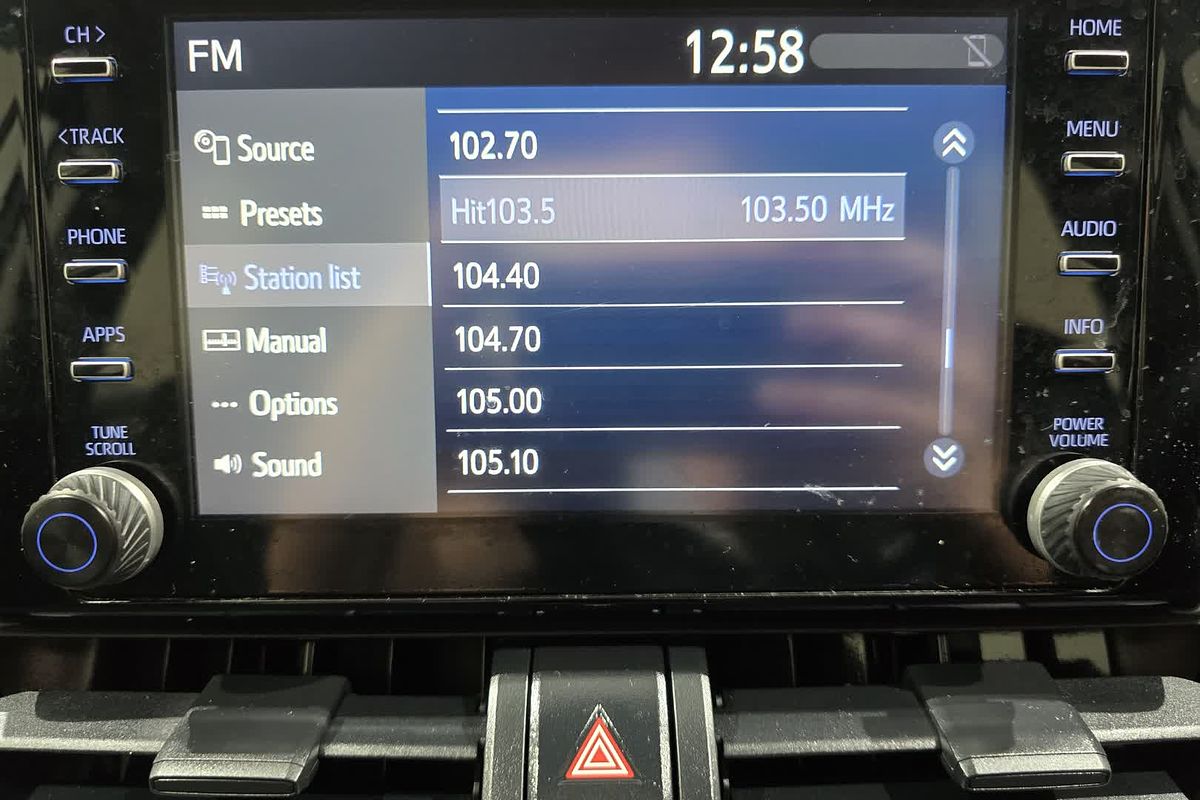 CH >
< TRACK
PHONE
APPS
TUNE
SCROLL
FM
12:58
Source
Presets
Station list
Manual
Options
Sound
102.70
Hit103.5 103.50 MHz
104.40
104.70
105.00
105.10
HOME
MENU
AUDIO
INFO
POWER
VOLUME